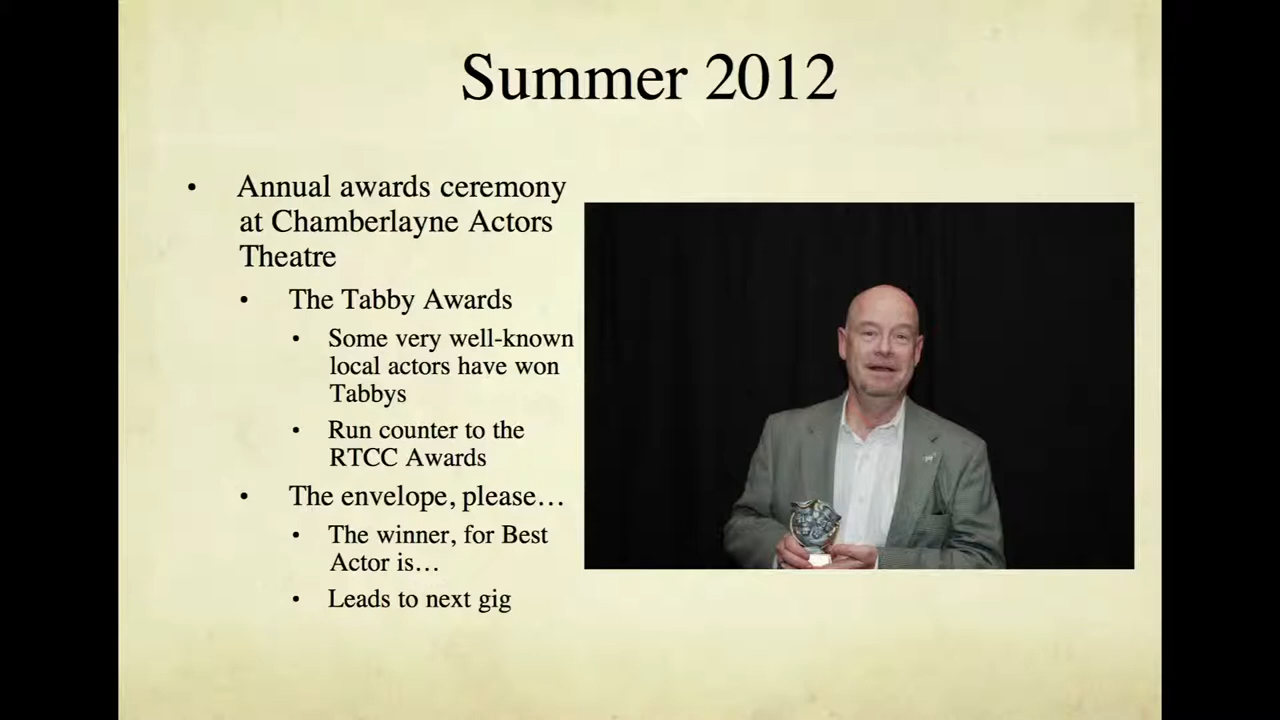 Summer 2012
• Annual awards ceremony
at Chamberlayne Actors
Theatre
• The Tabby Awards
• Some very well-known
local actors have won
Tabbys
• Run counter to the
RTCC Awards
• The envelope, please…
• The winner, for Best
Actor is…
• Leads to next gig